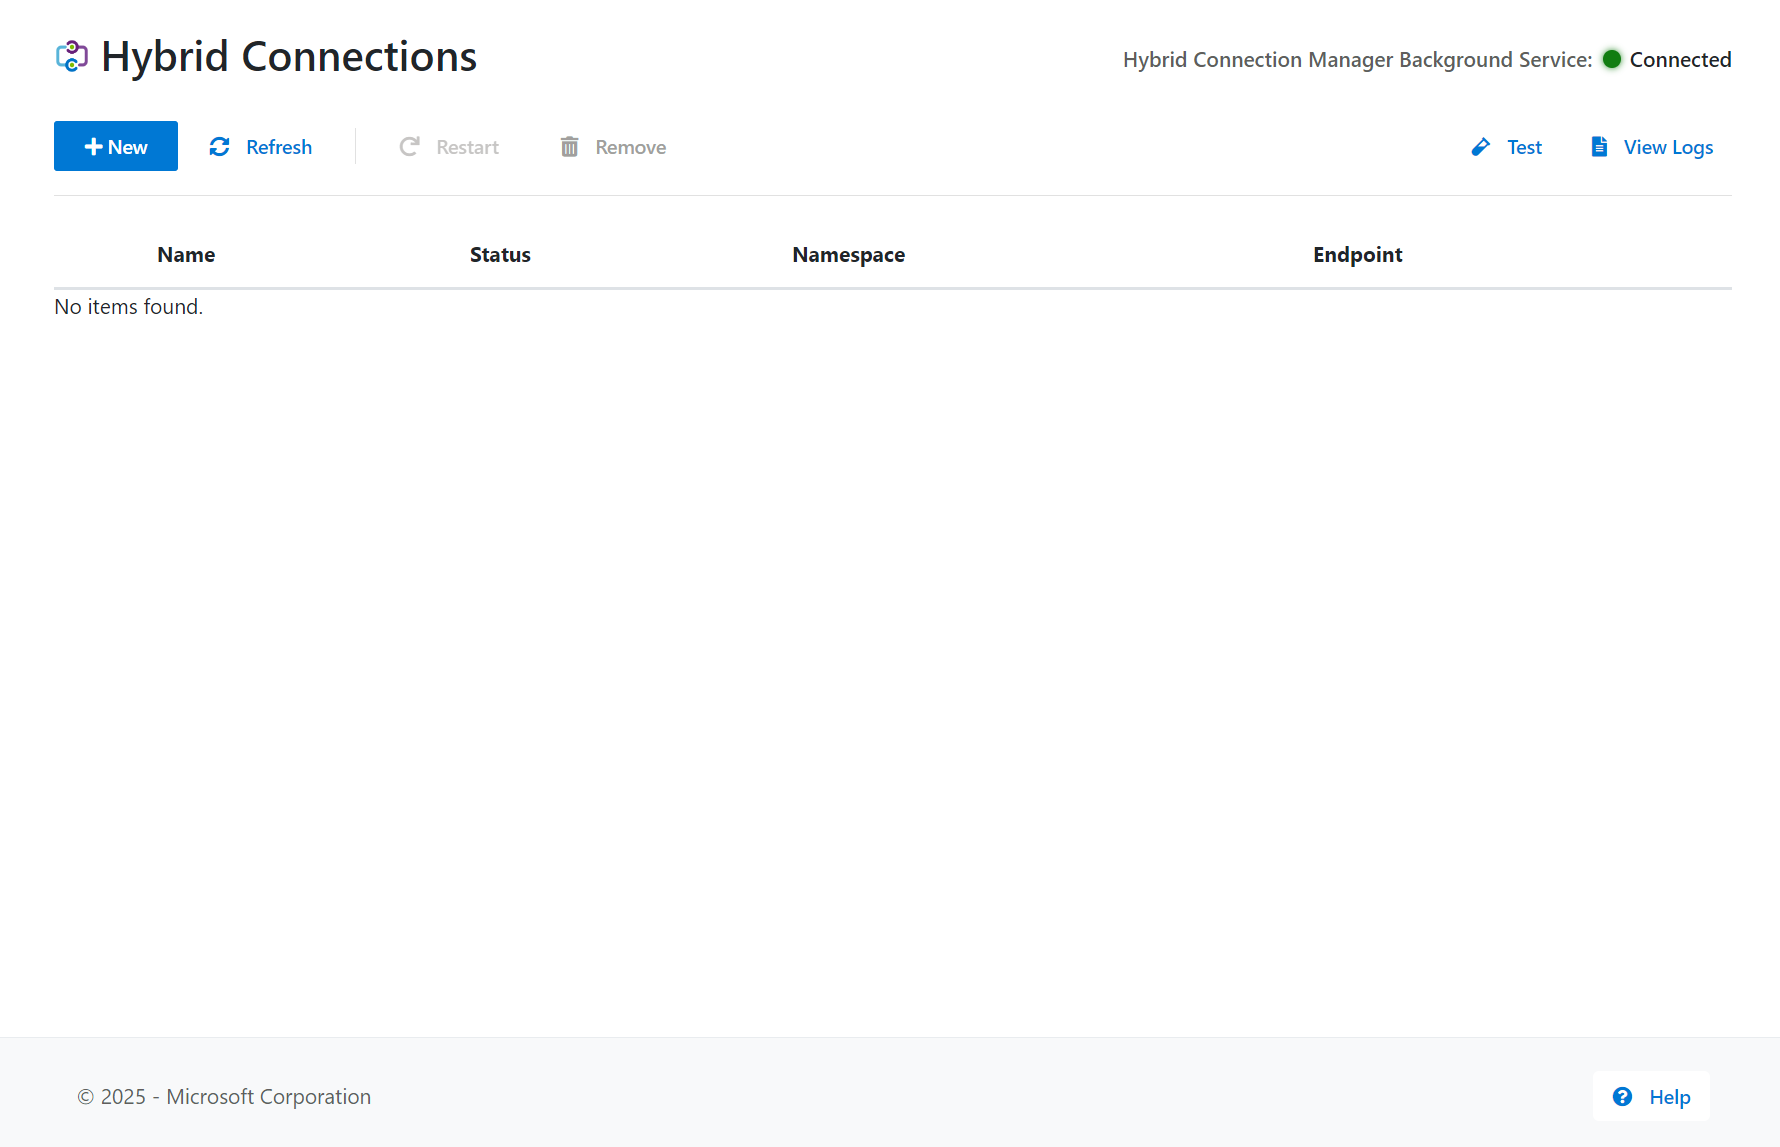 Hybrid Connections
Hybrid Connection Manager Background Service: Connected
New Refresh Restart Remove Test View Logs
Name Status Namespace Endpoint
No items found.
© 2025 - Microsoft Corporation
Help